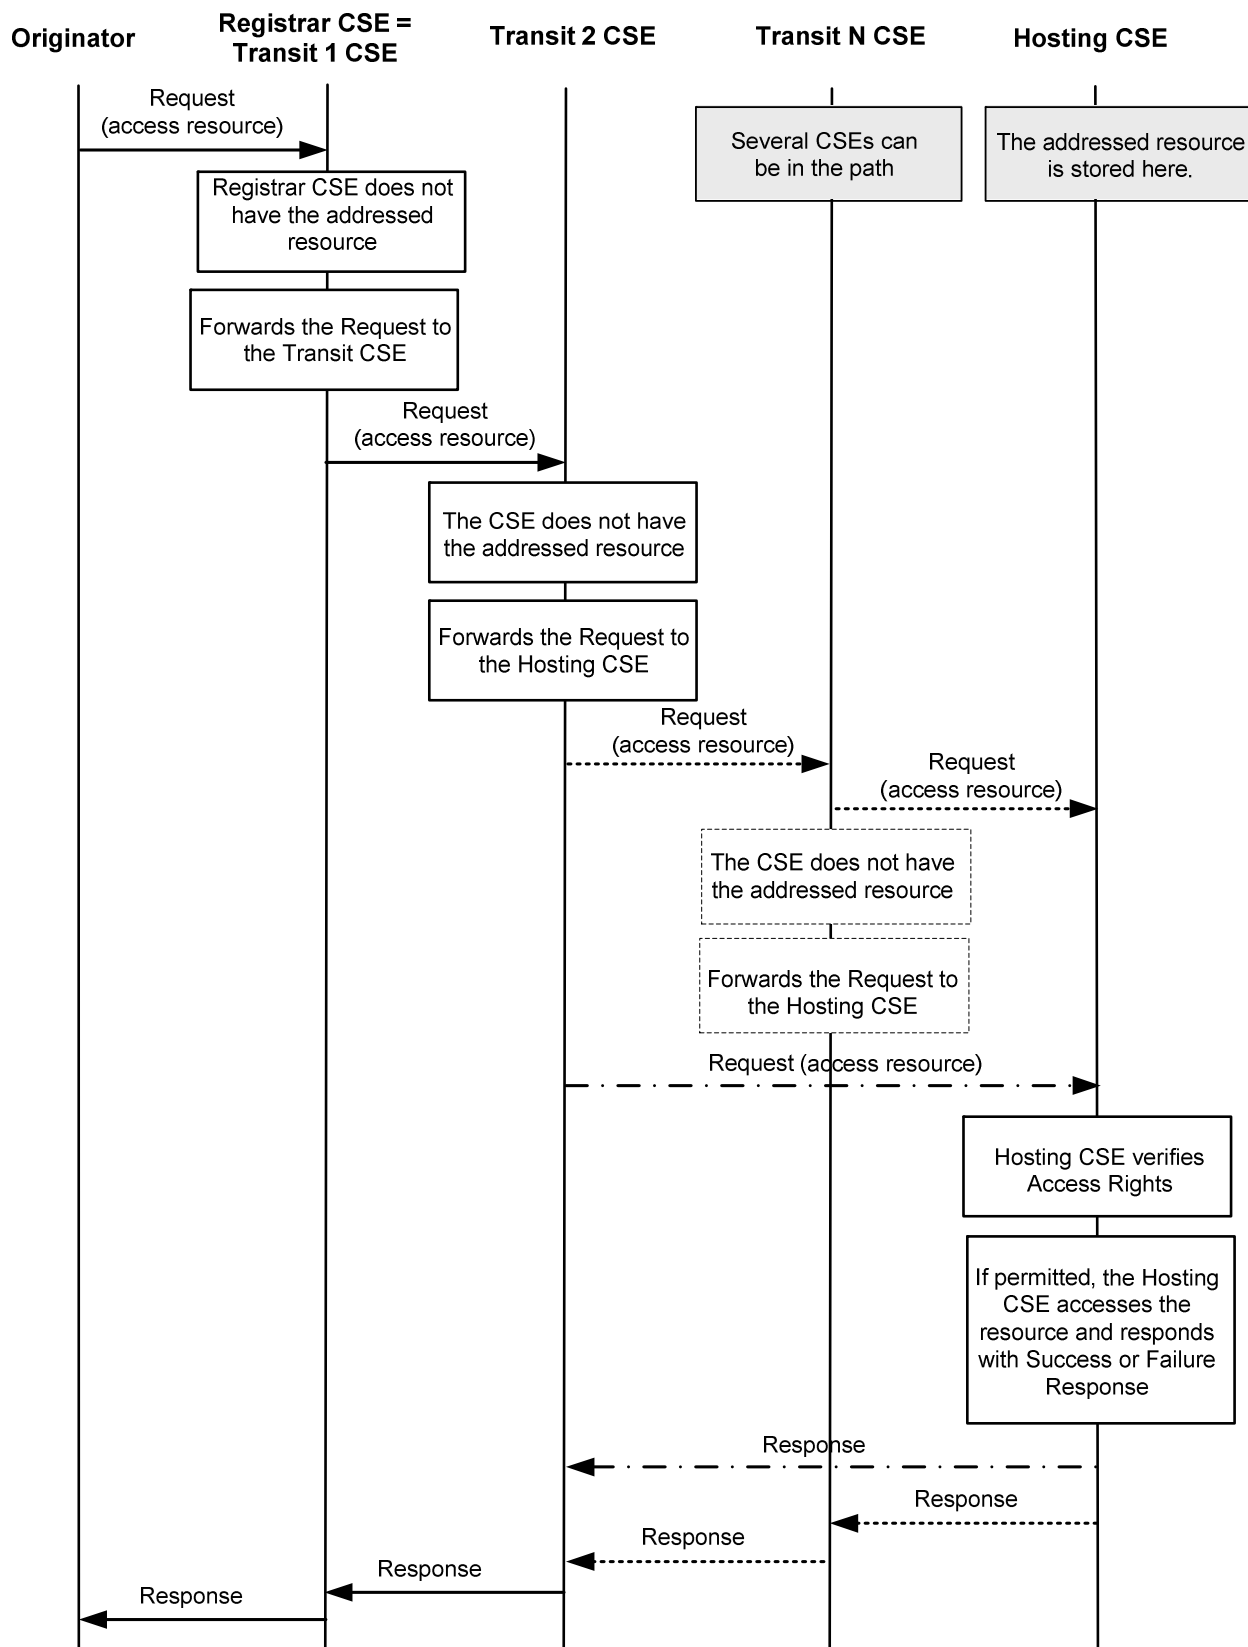 Originator
Registrar CSE =
Transit 1 CSE
Transit 2 CSE
Transit N CSE
Hosting CSE
Request
(access resource)
Several CSEs can
be in the path
The addressed resource
is stored here.
Registrar CSE does not
have the addressed
resource
Forwards the Request to
the Transit CSE
Request
(access resource)
The CSE does not have
the addressed resource
Forwards the Request to
the Hosting CSE
Request
(access resource)
Request
(access resource)
The CSE does not have
the addressed resource
Forwards the Request to
the Hosting CSE
Request (access resource)
Hosting CSE verifies
Access Rights
If permitted, the Hosting
CSE accesses the
resource and responds
with Success or Failure
Response
Response
Response
Response
Response
Response